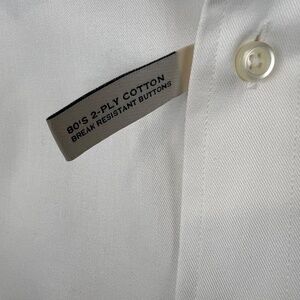 80'S 2-PLY COTTON
BREAK RESISTANT BUTTONS